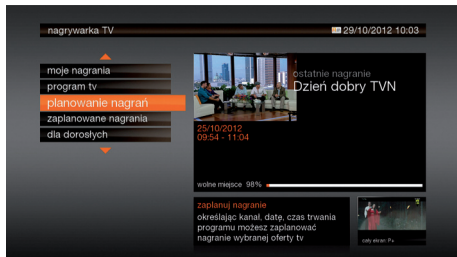 nagrywarka TV
29/10/2012 10:03
moje nagrania
program tv
planowanie nagrań
zaplanowane nagrania
dla dorosłych
ostatnie nagranie
Dzień dobry TVN
25/10/2012
09:54 - 11:04
wolne miejsce 98%
zaplanuj nagranie
określając kanał, datę, czas trwania
programu możesz zaplanować
nagranie wybranej oferty tv
cały ekran: P+